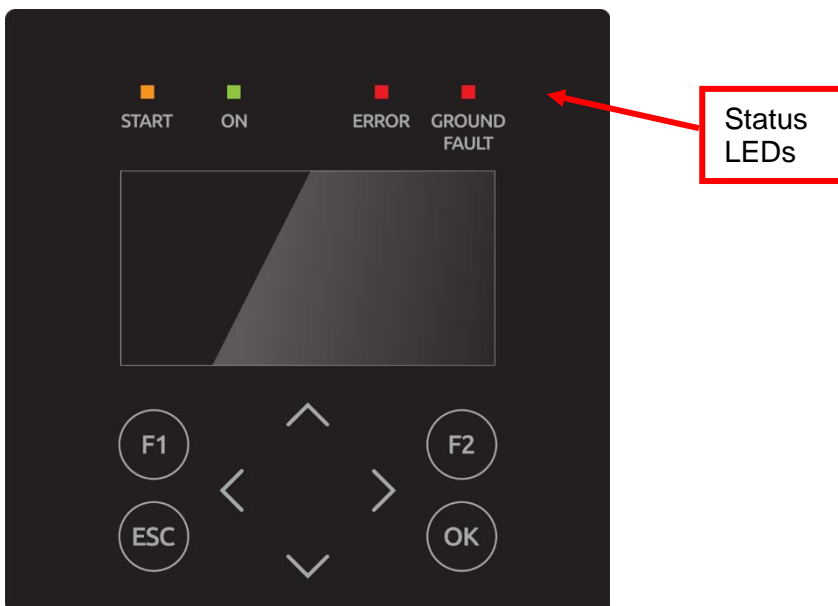 START ON ERROR GROUND
FAULT
Status
LEDs
F1 F2
ESC OK